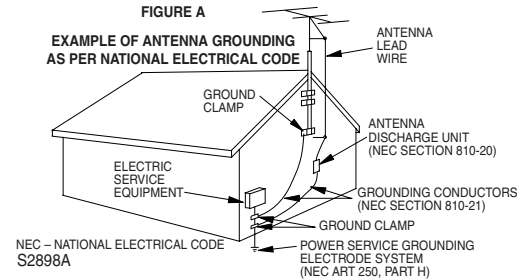 FIGURE A
EXAMPLE OF ANTENNA GROUNDING
AS PER NATIONAL ELECTRICAL CODE
ANTENNA
LEAD
WIRE
GROUND
CLAMP
ANTENNA
DISCHARGE UNIT
(NEC SECTION 810-20)
ELECTRIC
SERVICE
EQUIPMENT
GROUNDING CONDUCTORS
(NEC SECTION 810-21)
GROUND CLAMP
POWER SERVICE GROUNDING
ELECTRODE SYSTEM
(NEC ART 250, PART H)
NEC – NATIONAL ELECTRICAL CODE
S2898A